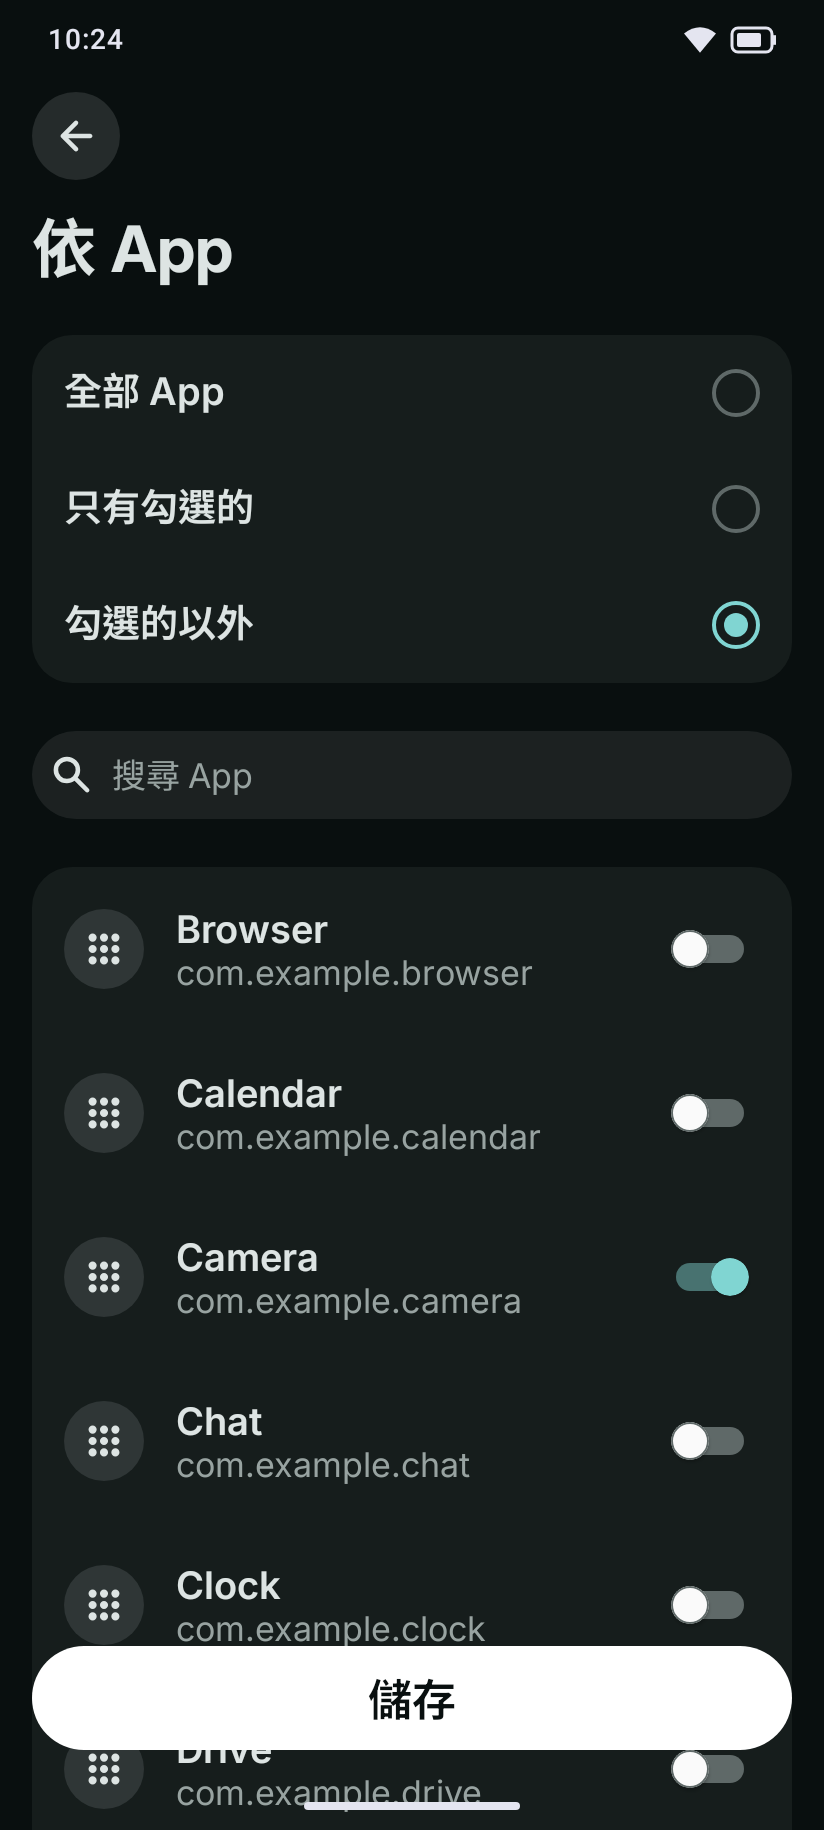 10:24
依 App
全部 App
只有勾選的
勾選的以外
搜尋 App
Browser
com.example.browser
Calendar
com.example.calendar
Camera
com.example.camera
Chat
com.example.chat
Clock
com.example.clock
儲存
Drive
com.example.drive